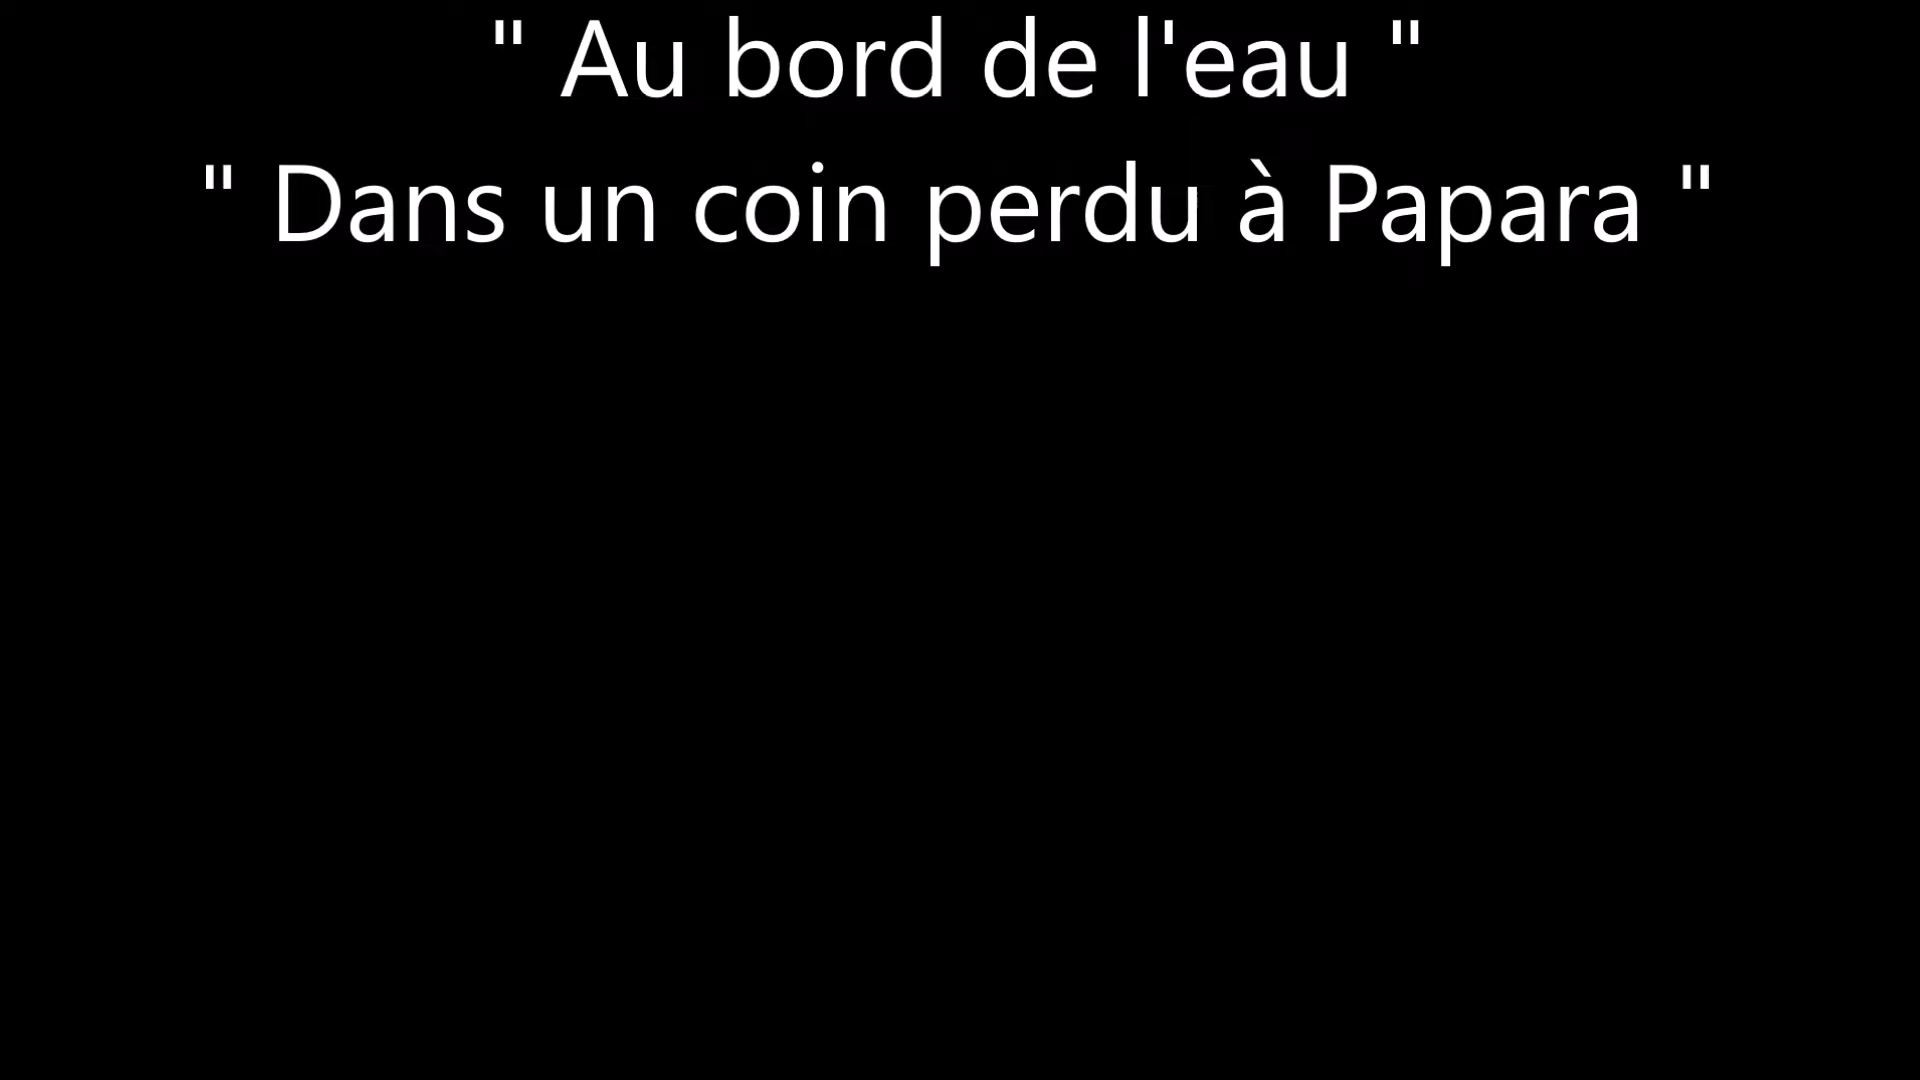 " Au bord de l'eau "
" Dans un coin perdu à Papara "